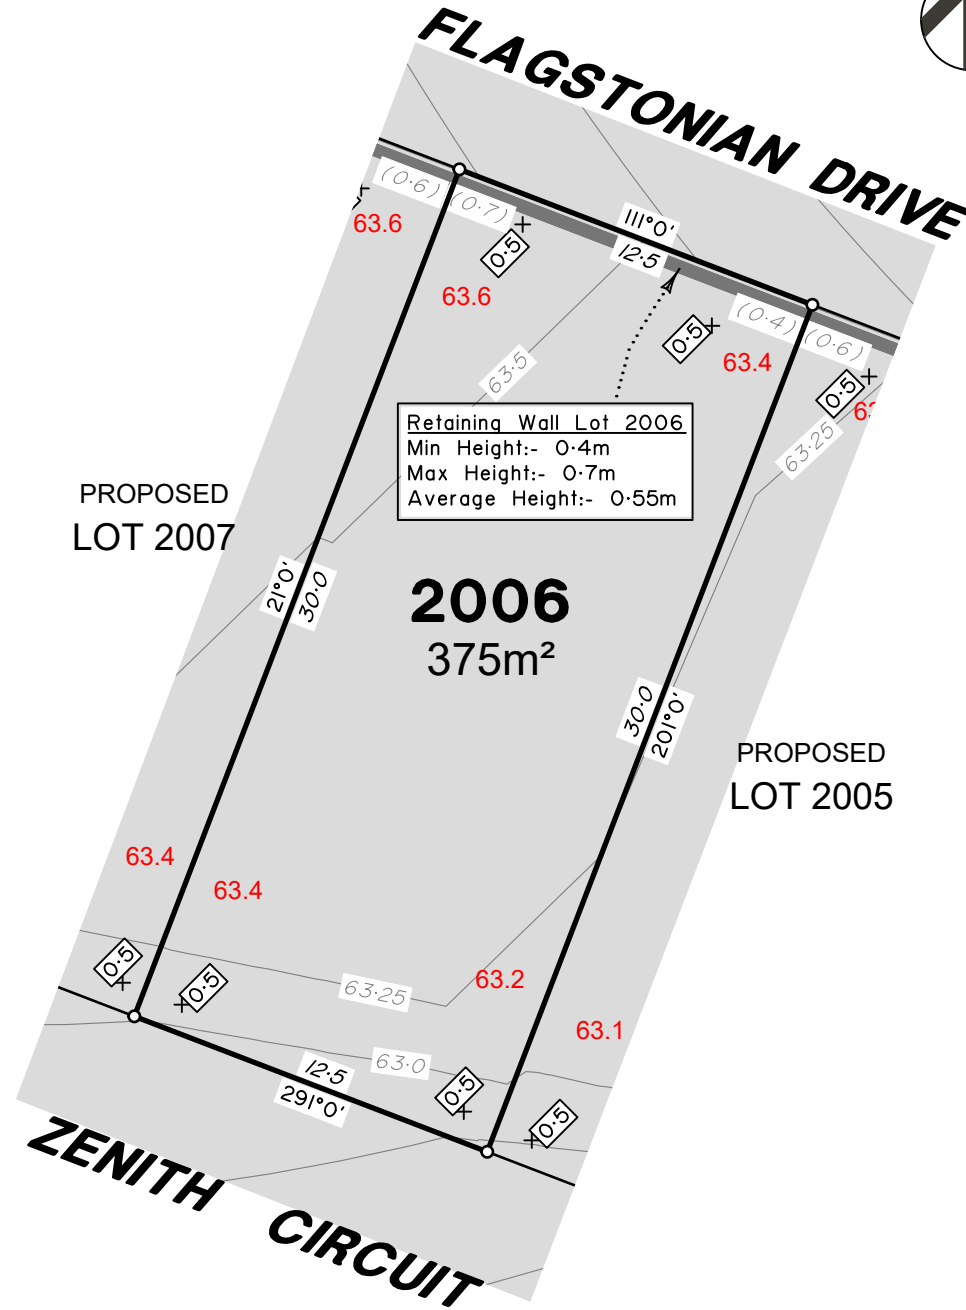 FLAGSTONIAN DRIVE
(0·6)
(0·7)
63.6
0·5
63.6
111°0'
12·5
(0·4)
(0·6)
0·5
63.4
0·5
63·5
63·25
Retaining Wall Lot 2006
Min Height:- 0·4m
Max Height:- 0·7m
Average Height:- 0·55m
PROPOSED
LOT 2007
21°0'
30·0
2006
375m²
30·0
201°0'
PROPOSED
LOT 2005
63.4
63.4
0·5
0·5
63·25
63.2
63.1
63·0
12·5
291°0'
0·5
0·5
ZENITH CIRCUIT